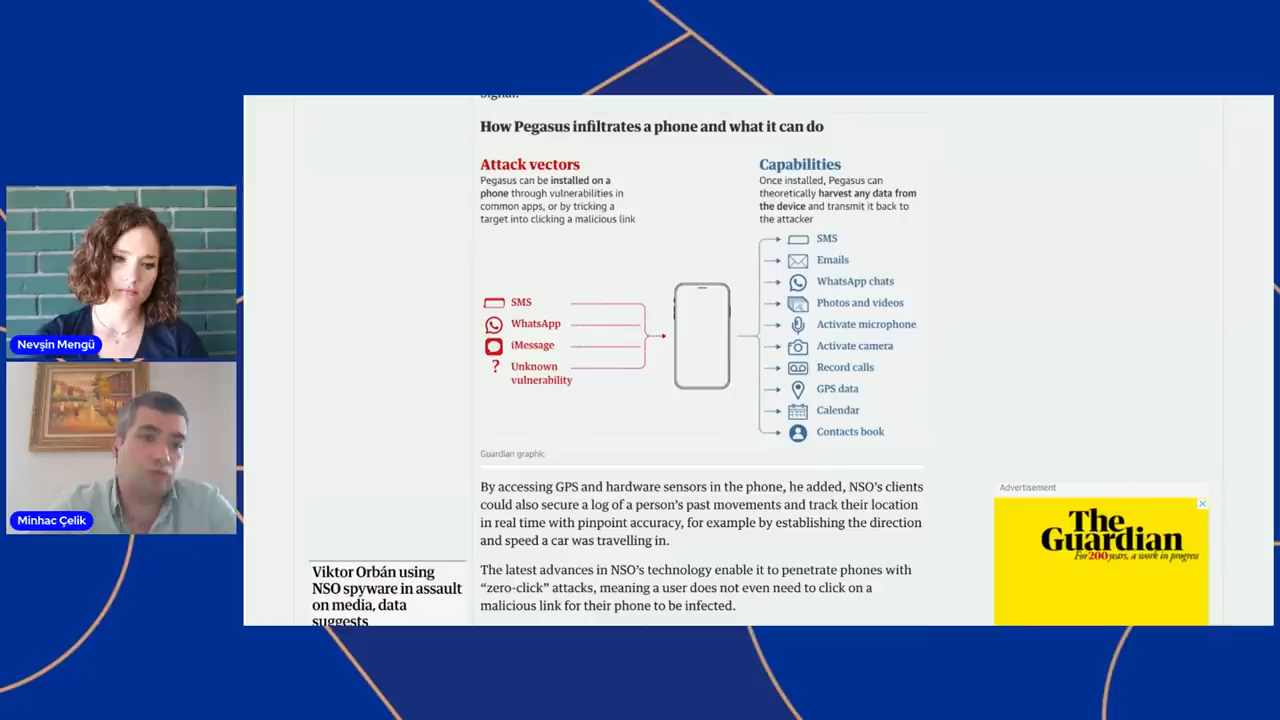 Signal.
How Pegasus infiltrates a phone and what it can do
Attack vectors
Pegasus can be installed on a
phone through vulnerabilities in
common apps, or by tricking a
target into clicking a malicious link
SMS
WhatsApp
iMessage
?
Unknown
vulnerability
Capabilities
Once installed, Pegasus can
theoretically harvest any data from
the device and transmit it back to
the attacker
SMS
Emails
WhatsApp chats
Photos and videos
Activate microphone
Activate camera
Record calls
GPS data
Calendar
Contacts book
Guardian graphic
By accessing GPS and hardware sensors in the phone, he added, NSO’s clients
could also secure a log of a person’s past movements and track their location
in real time with pinpoint accuracy, for example by establishing the direction
and speed a car was travelling in.
The latest advances in NSO’s technology enable it to penetrate phones with
“zero-click” attacks, meaning a user does not even need to click on a
malicious link for their phone to be infected.
Viktor Orbán using
NSO spyware in assault
on media, data
suggests
Advertisement
The
Guardian
For 200 years, a work in progress
Nevşin Mengü
Minhac Çelik